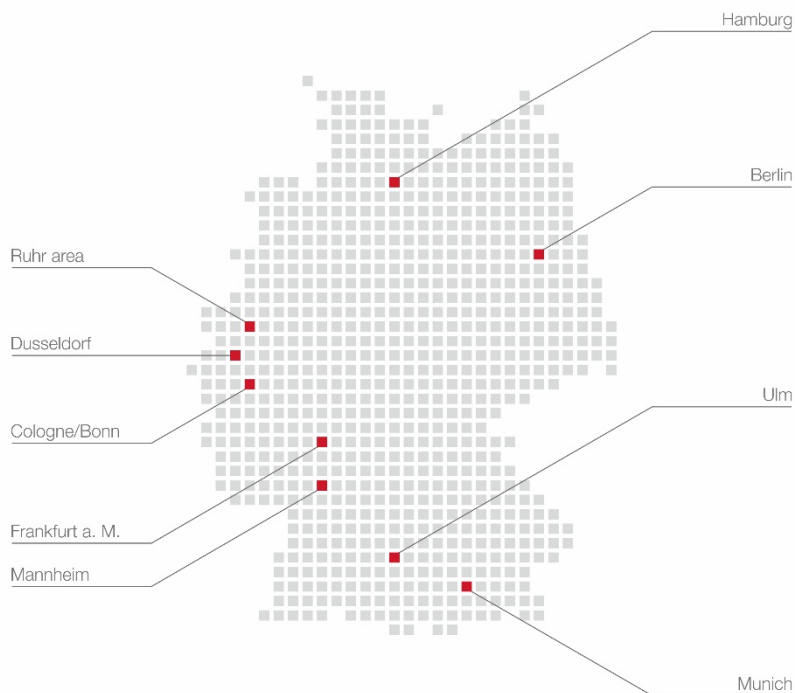 Hamburg
Berlin
Ruhr area
Dusseldorf
Ulm
Cologne/Bonn
Frankfurt a. M.
Mannheim
Munich